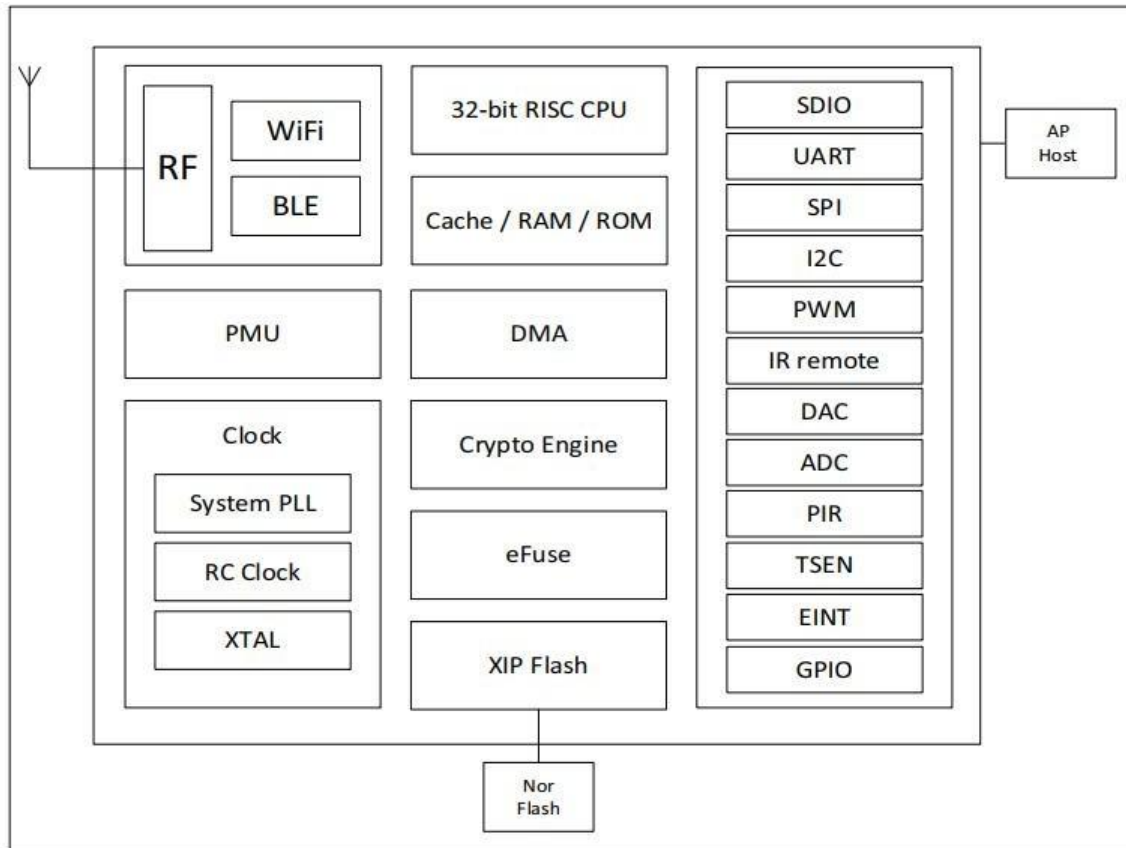 RF
WiFi
BLE
PMU
Clock
System PLL
RC Clock
XTAL
32-bit RISC CPU
Cache / RAM / ROM
DMA
Crypto Engine
eFuse
XIP Flash
Nor
Flash
SDIO
UART
SPI
I2C
PWM
IR remote
DAC
ADC
PIR
TSEN
EINT
GPIO
AP
Host